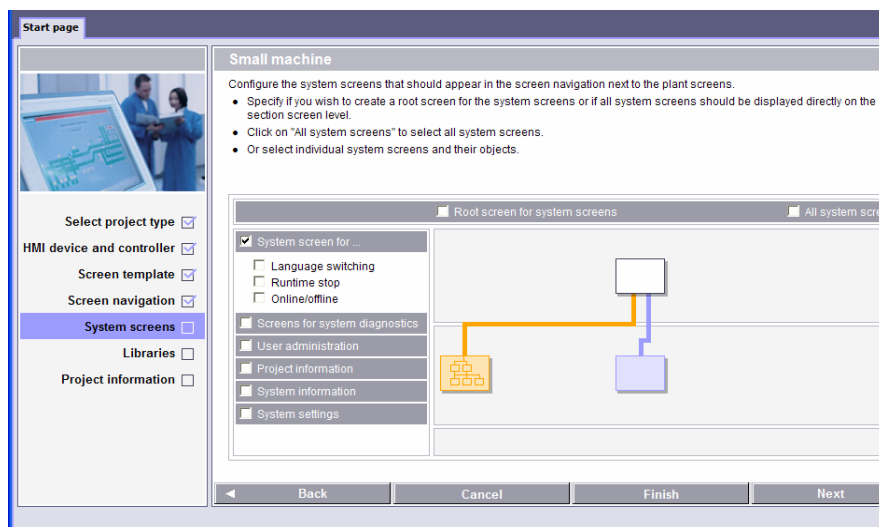 Start page
Small machine
Configure the system screens that should appear in the screen navigation next to the plant screens.
• Specify if you wish to create a root screen for the system screens or if all system screens should be displayed directly on the
section screen level.
• Click on "All system screens" to select all system screens.
• Or select individual system screens and their objects.
Select project type
HMI device and controller
Screen template
Screen navigation
System screens
Libraries
Project information
Root screen for system screens
All system scre
System screen for ...
Language switching
Runtime stop
Online/offline
Screens for system diagnostics
User administration
Project information
System information
System settings
Back
Cancel
Finish
Next